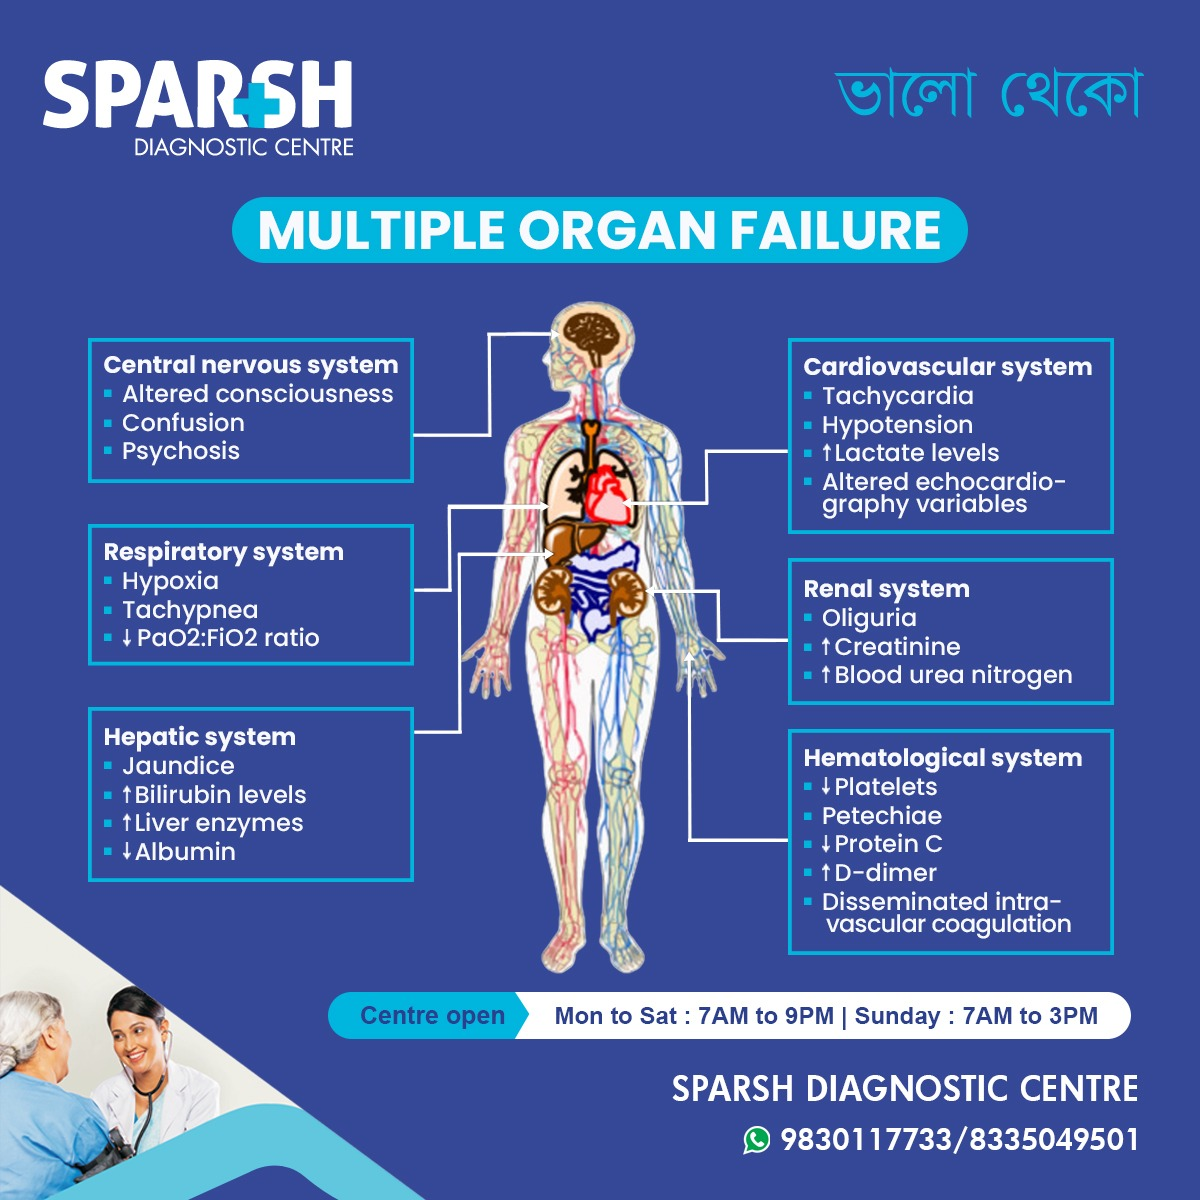 SPARSH
DIAGNOSTIC CENTRE
ভালো থেকো
MULTIPLE ORGAN FAILURE
Central nervous system
▪ Altered consciousness
▪ Confusion
▪ Psychosis
Respiratory system
▪ Hypoxia
▪ Tachypnea
▪ ↓PaO2:FiO2 ratio
Hepatic system
▪ Jaundice
▪ ↑Bilirubin levels
▪ ↑Liver enzymes
▪ ↓Albumin
Cardiovascular system
▪ Tachycardia
▪ Hypotension
▪ ↑Lactate levels
▪ Altered echocardio-
graphy variables
Renal system
▪ Oliguria
▪ ↑Creatinine
▪ ↑Blood urea nitrogen
Hematological system
▪ ↓Platelets
▪ Petechiae
▪ ↓Protein C
▪ ↑D-dimer
▪ Disseminated intra-
vascular coagulation
Centre open Mon to Sat : 7AM to 9PM | Sunday : 7AM to 3PM
SPARSH DIAGNOSTIC CENTRE
9830117733/8335049501